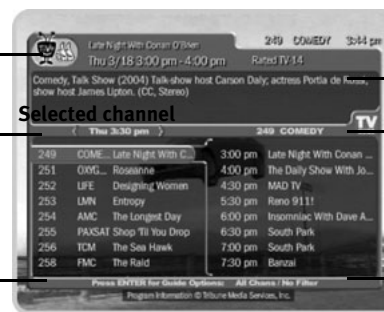 Late Night With Conan O'Brien 249 COMEDY 3:44 pm
Thu 3/18 3:00 pm - 4:00 pm Rated TV-14
Comedy, Talk Show (2004) Talk-show host Carson Daly; actress Portia de Rossi,
show host James Lipton. (CC, Stereo)
Selected channel
TV
Thu 3:30 pm 249 COMEDY
249 COME... Late Night With C... 3:00 pm Late Night With Conan ...
251 OXYG... Roseanne 4:00 pm The Daily Show With Jo...
252 LIFE Designing Women 4:30 pm MAD TV
253 LMN Entropy 5:30 pm Reno 911!
254 AMC The Longest Day 6:00 pm Insomniac With Dave A...
255 PAXSAT Shop 'Til You Drop 6:30 pm South Park
256 TCM The Sea Hawk 7:00 pm South Park
258 FMC The Raid 7:30 pm Banzai
Press ENTER for Guide Options: All Chans / No Filter
Program Information © Tribune Media Services, Inc.